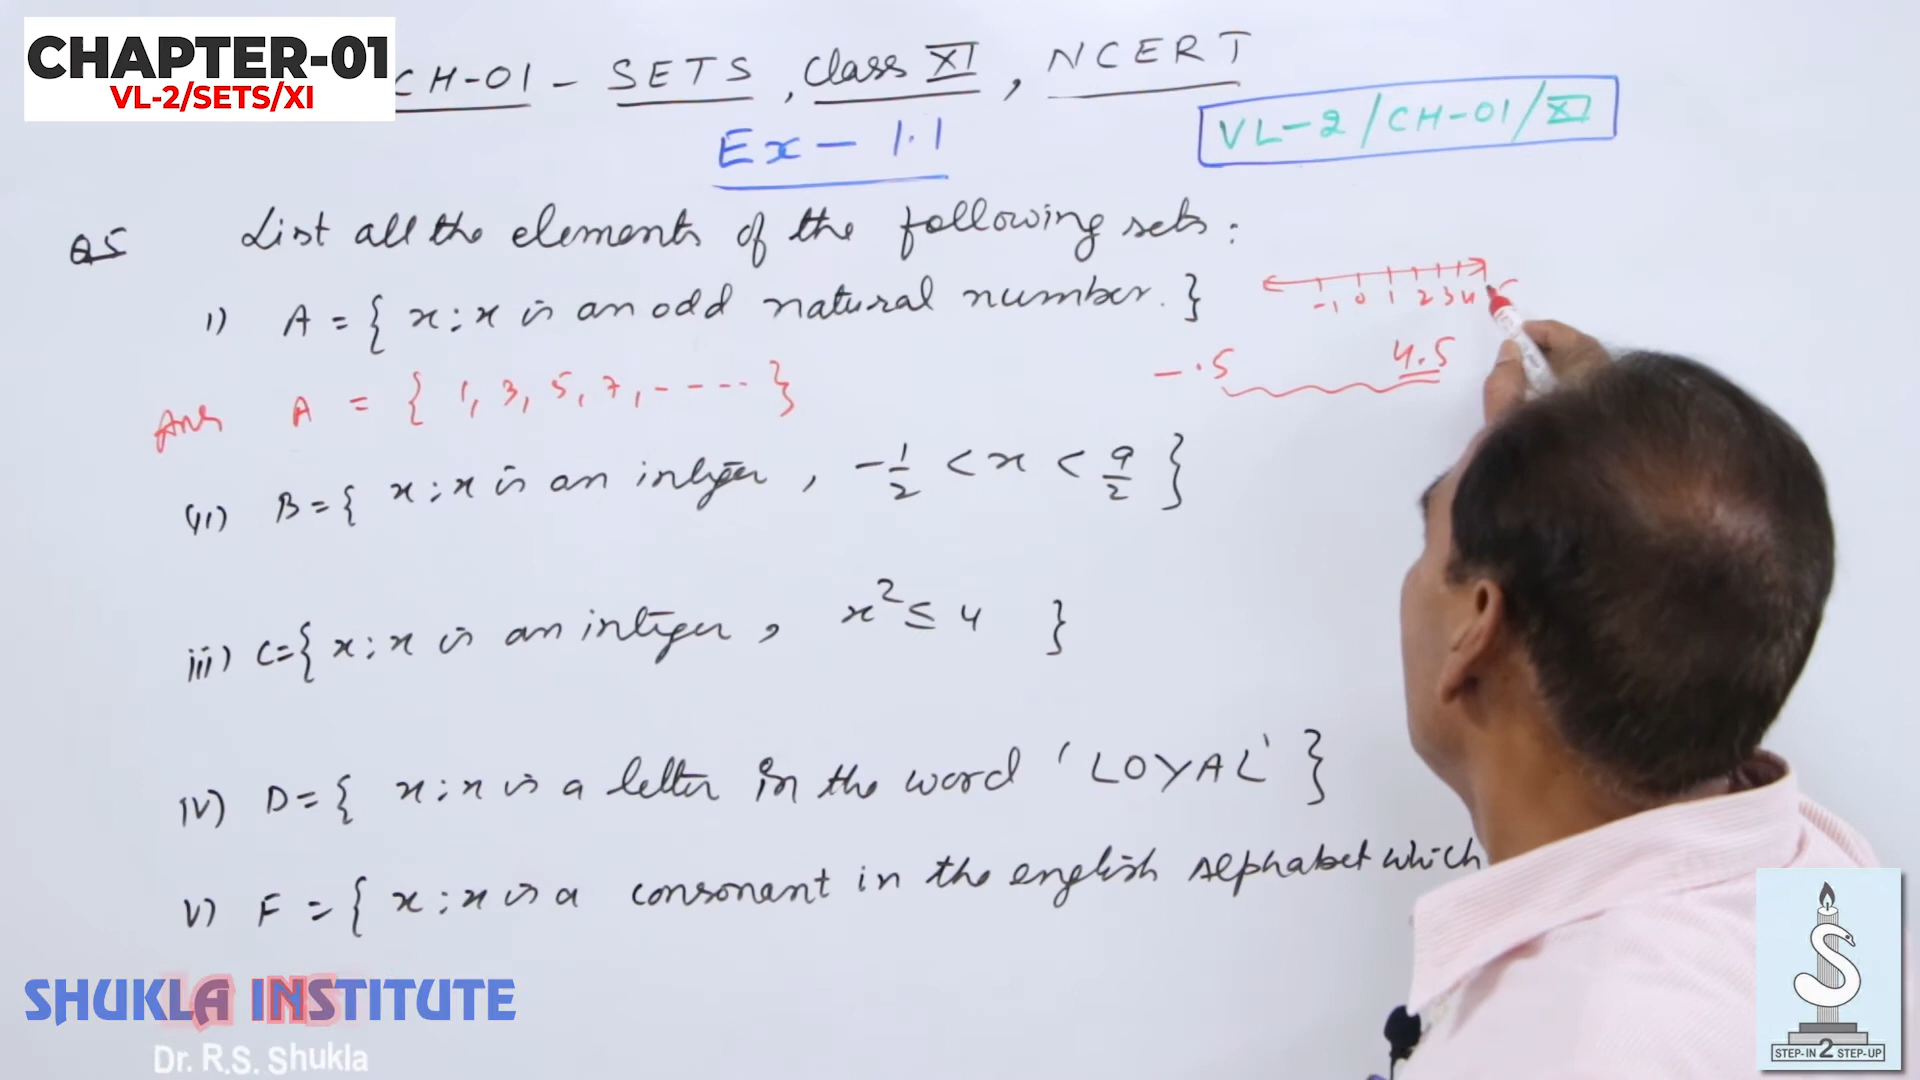 CHAPTER-01
VL-2/SETS/XI
CH-01 - SETS, Class XI, NCERT
Ex - 1.1
VL-2/CH-01/XI
Q5 List all the elements of the following sets:
i) A = { x : x is an odd natural number. }
-1 0 1 2 3 4 5
-.5 4.5
Ans A = { 1, 3, 5, 7, ----- }
(ii) B = { x : x is an integer, -1/2 < x < 9/2 }
iii) C = { x : x is an integer, x² ≤ 4 }
iv) D = { x : x is a letter in the word 'LOYAL' }
v) F = { x : x is a consonant in the english alphabet which
SHUKLA INSTITUTE
Dr. R.S. Shukla
S
STEP-IN 2 STEP-UP